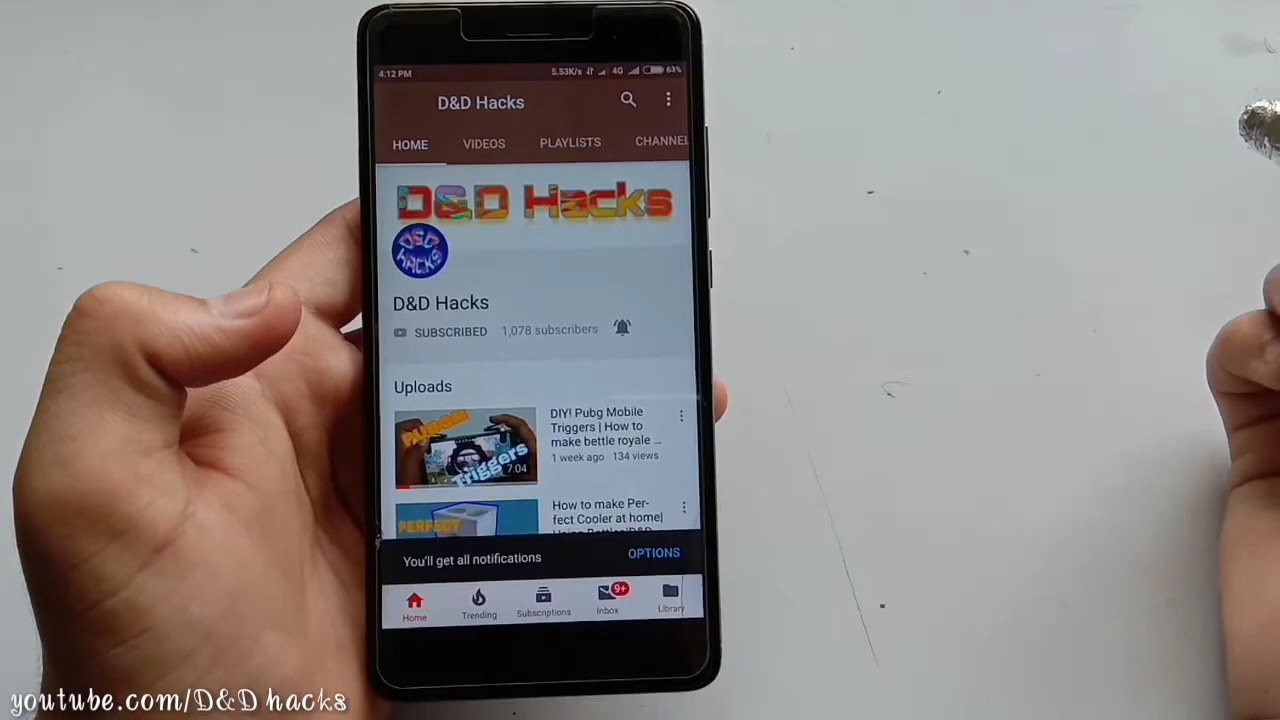 4:12 PM 5.53K/s 4G 63%
D&D Hacks
HOME VIDEOS PLAYLISTS CHANNEL
D&D Hacks
D&D
HACKS
D&D Hacks
SUBSCRIBED 1,078 subscribers
Uploads
PUBGM
Triggers
7:04
DIY! Pubg Mobile
Triggers | How to
make bettle royale ...
1 week ago · 134 views
PERFECT
How to make Per-
fect Cooler at home|
You'll get all notifications OPTIONS
9+
Home Trending Subscriptions Inbox Library
youtube.com/D&D hacks